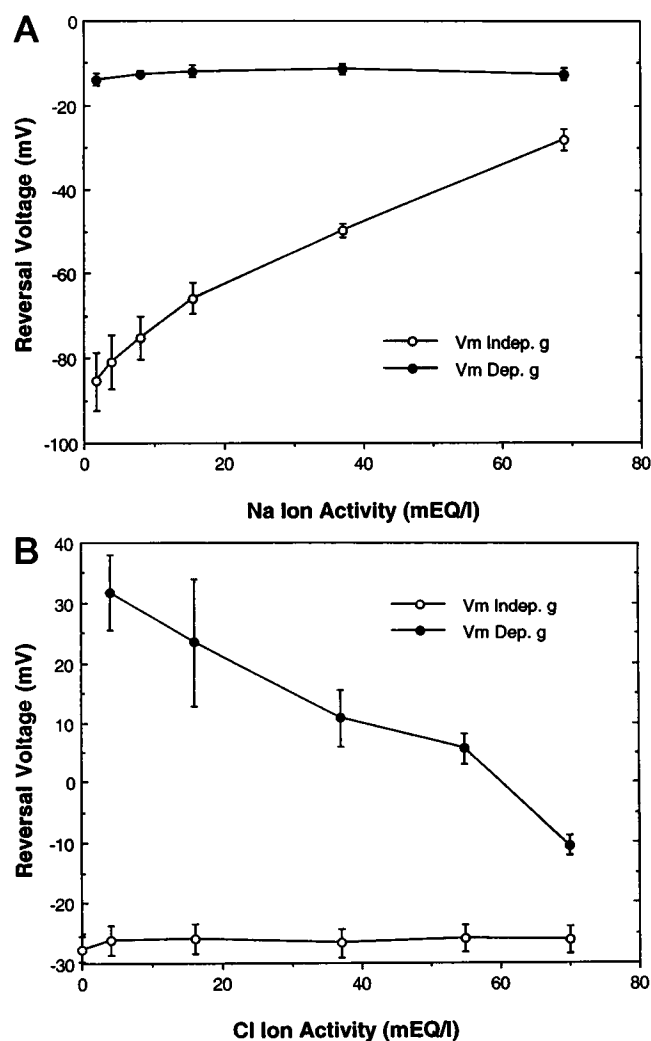 A
0
-20
-40
-60
-80
-100
Reversal Voltage (mV)
Vm Indep. g
Vm Dep. g
0 20 40 60 80
Na Ion Activity (mEQ/l)
B
40
30
20
10
0
-10
-20
-30
Reversal Voltage (mV)
Vm Indep. g
Vm Dep. g
0 20 40 60 80
Cl Ion Activity (mEQ/l)